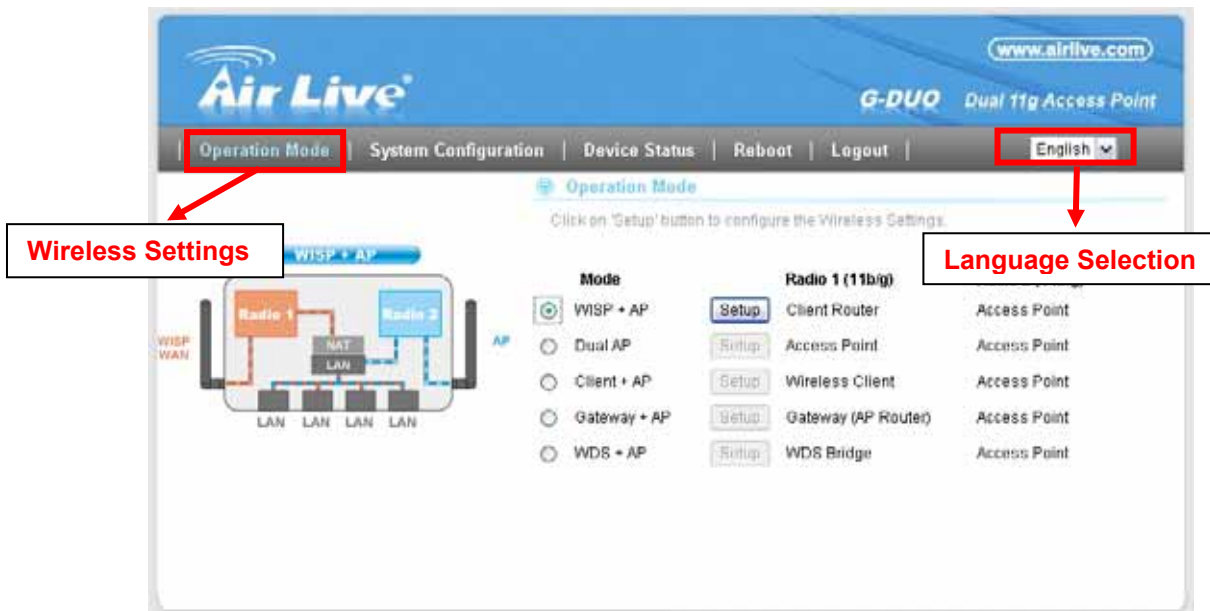 www.airlive.com
Air Live®
G-DUO Dual 11g Access Point
Operation Mode | System Configuration | Device Status | Reboot | Logout | English
Operation Mode
Click on 'Setup' button to configure the Wireless Settings.
Wireless Settings
Language Selection
WISP + AP
Radio 1
Radio 2
WISP WAN
AP
NAT
LAN
LAN LAN LAN LAN
Mode Radio 1 (11b/g)
WISP + AP Setup Client Router Access Point
Dual AP Setup Access Point Access Point
Client + AP Setup Wireless Client Access Point
Gateway + AP Setup Gateway (AP Router) Access Point
WDS + AP Setup WDS Bridge Access Point